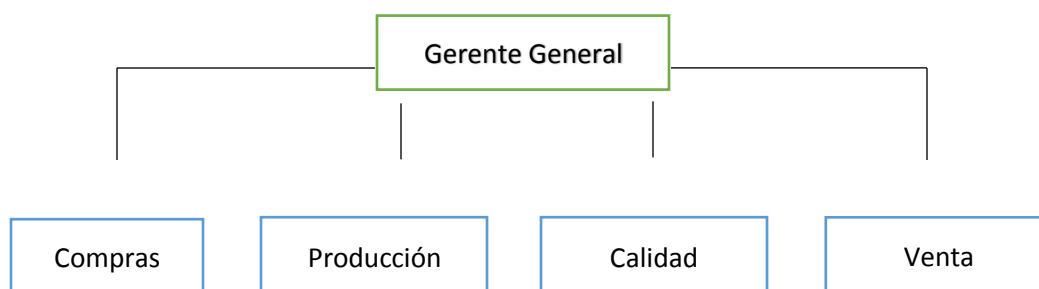 Gerente General
Compras
Producción
Calidad
Venta